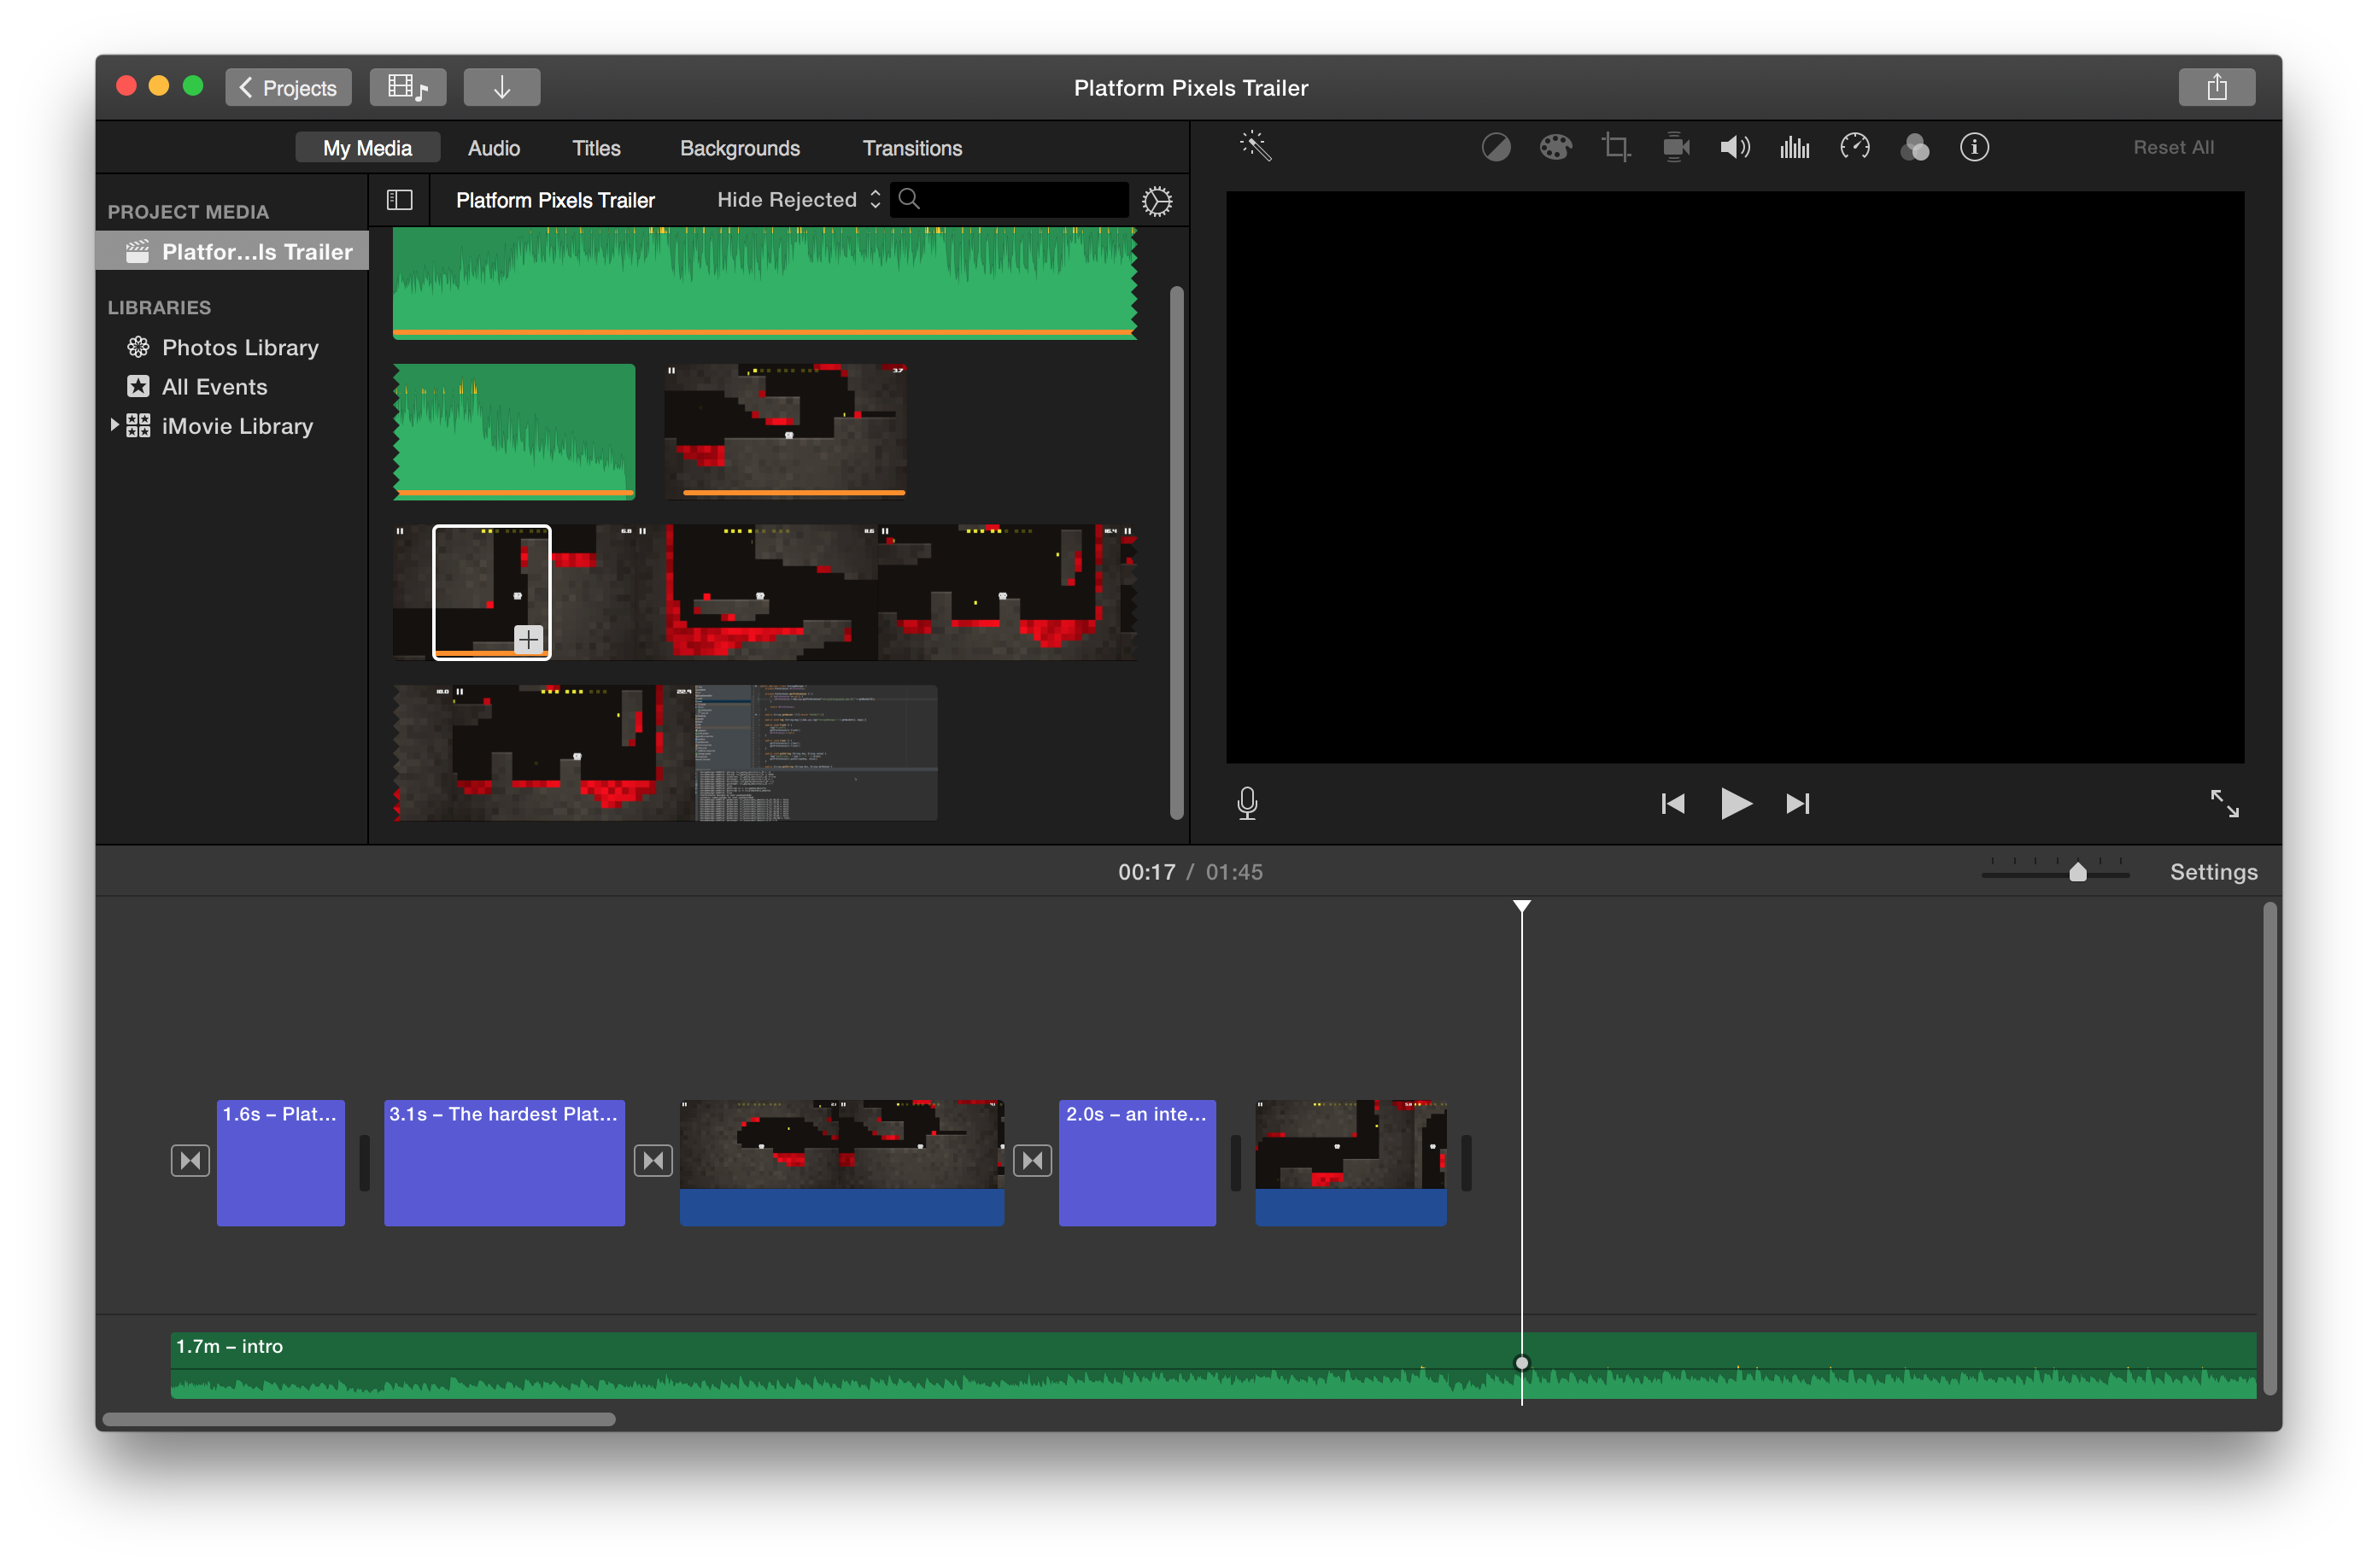 Projects
Platform Pixels Trailer
My Media
Audio
Titles
Backgrounds
Transitions
Reset All
PROJECT MEDIA
Platfor...ls Trailer
LIBRARIES
Photos Library
All Events
iMovie Library
Platform Pixels Trailer
Hide Rejected
00:17 / 01:45
Settings
1.6s – Plat...
3.1s – The hardest Plat...
2.0s – an inte...
1.7m – intro